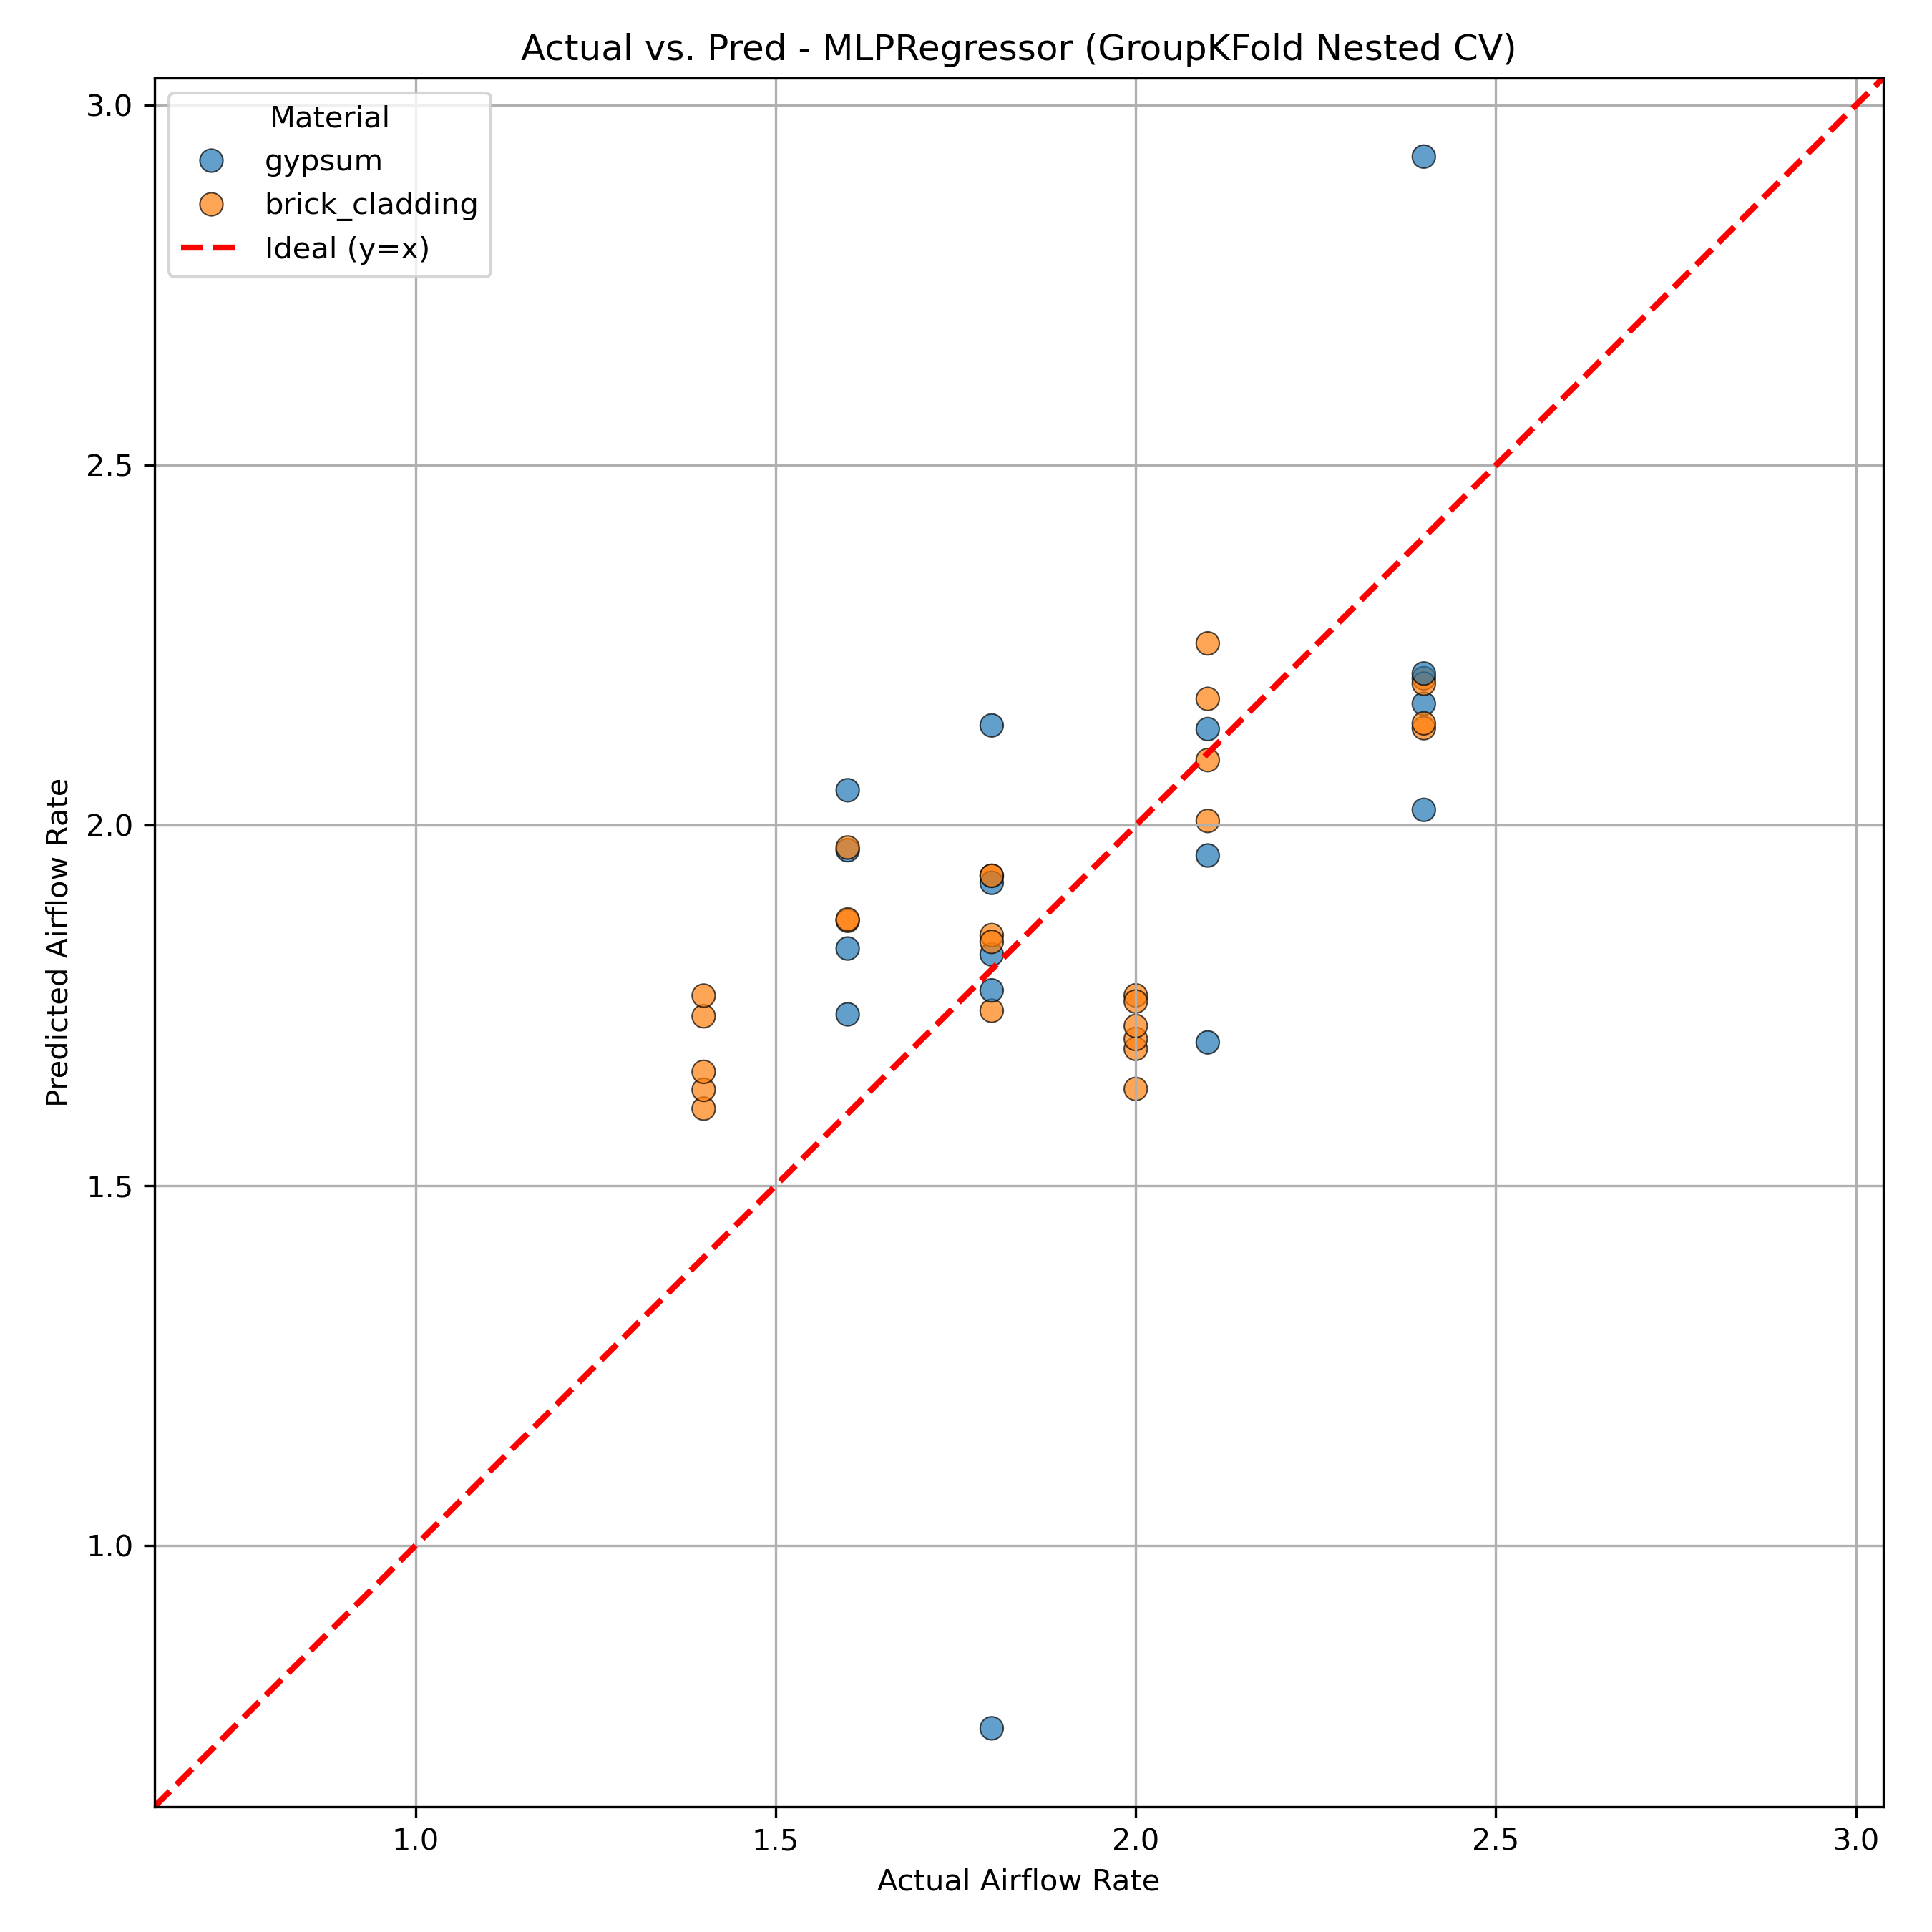 Actual vs. Pred - MLPRegressor (GroupKFold Nested CV)
Material
gypsum
brick_cladding
Ideal (y=x)
3.0
2.5
2.0
1.5
1.0
Predicted Airflow Rate
1.0
1.5
2.0
2.5
3.0
Actual Airflow Rate